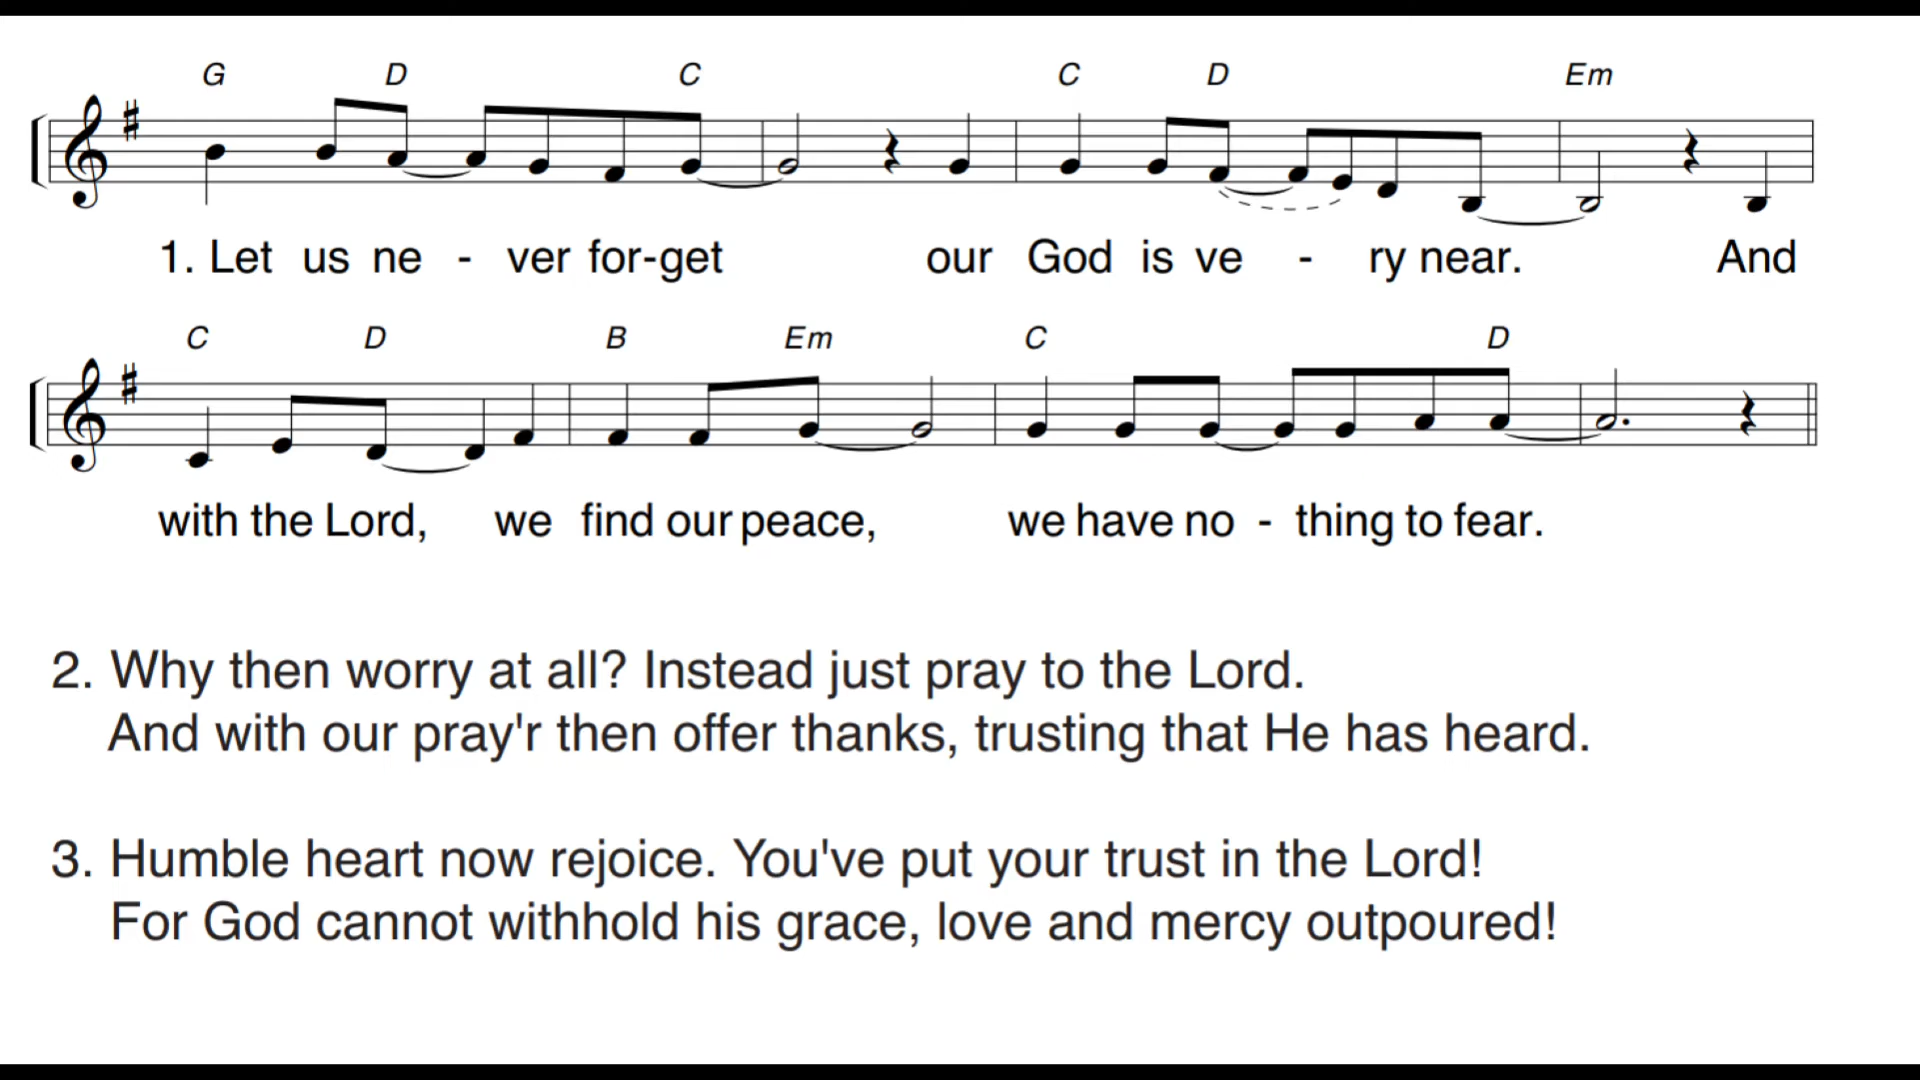 G D C C D Em
1. Let us ne - ver for-get our God is ve - ry near. And
C D B Em C D
with the Lord, we find our peace, we have no - thing to fear.
2. Why then worry at all? Instead just pray to the Lord.
And with our pray'r then offer thanks, trusting that He has heard.
3. Humble heart now rejoice. You've put your trust in the Lord!
For God cannot withhold his grace, love and mercy outpoured!